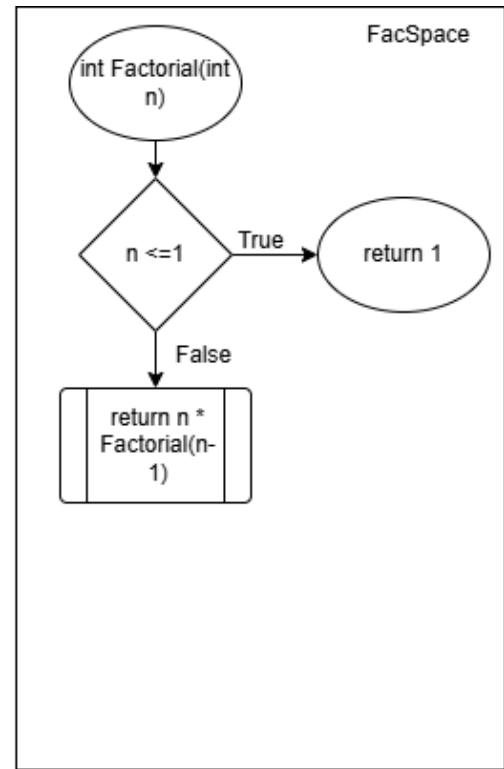 FacSpace
int Factorial(int
n)
n <=1
True
return 1
False
return n *
Factorial(n-
1)